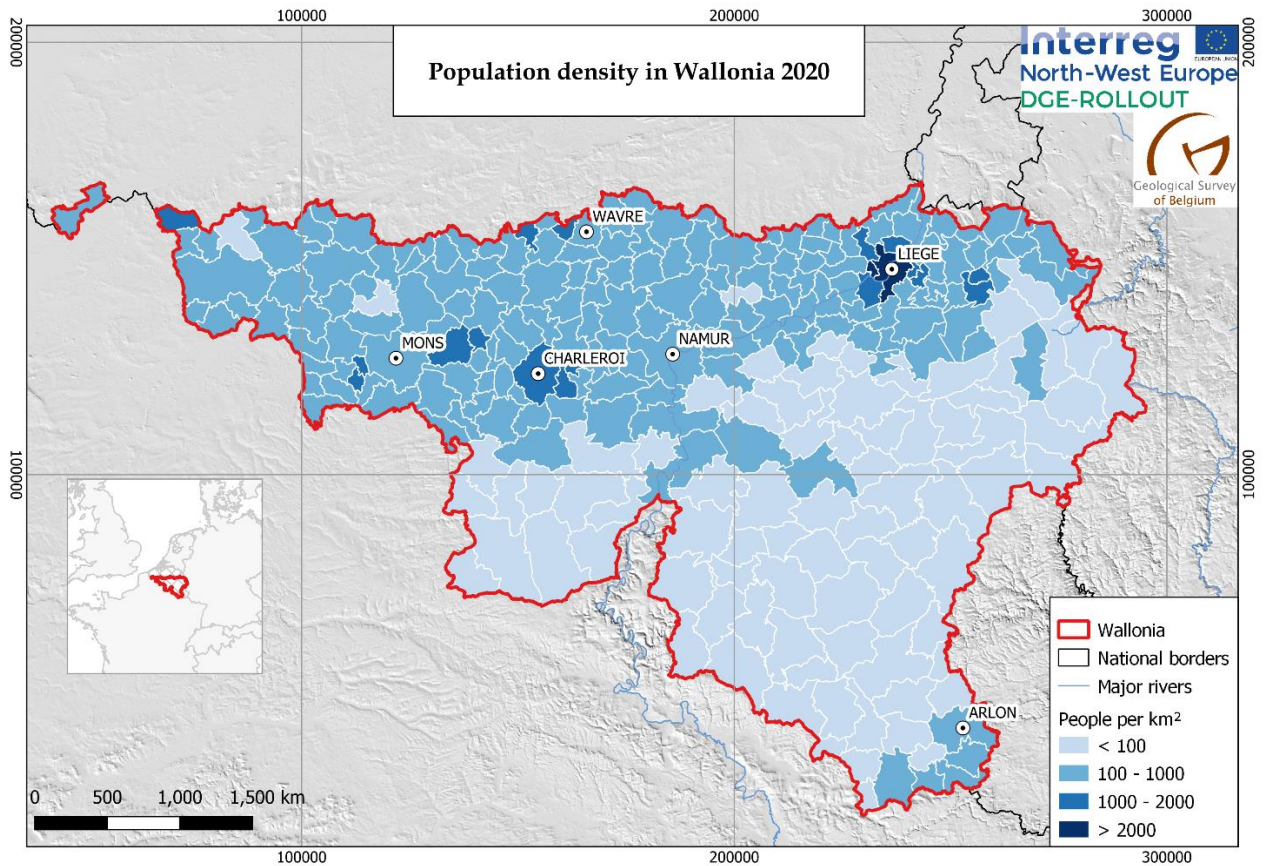 100000
200000
300000
200000
200000
Population density in Wallonia 2020
Interreg
EUROPEAN UNION
North-West Europe
DGE-ROLLOUT
Geological Survey
of Belgium
WAVRE
LIEGE
MONS
NAMUR
CHARLEROI
100000
100000
ARLON
Wallonia
National borders
Major rivers
People per km²
< 100
100 - 1000
1000 - 2000
> 2000
0 500 1,000 1,500 km
100000
200000
300000